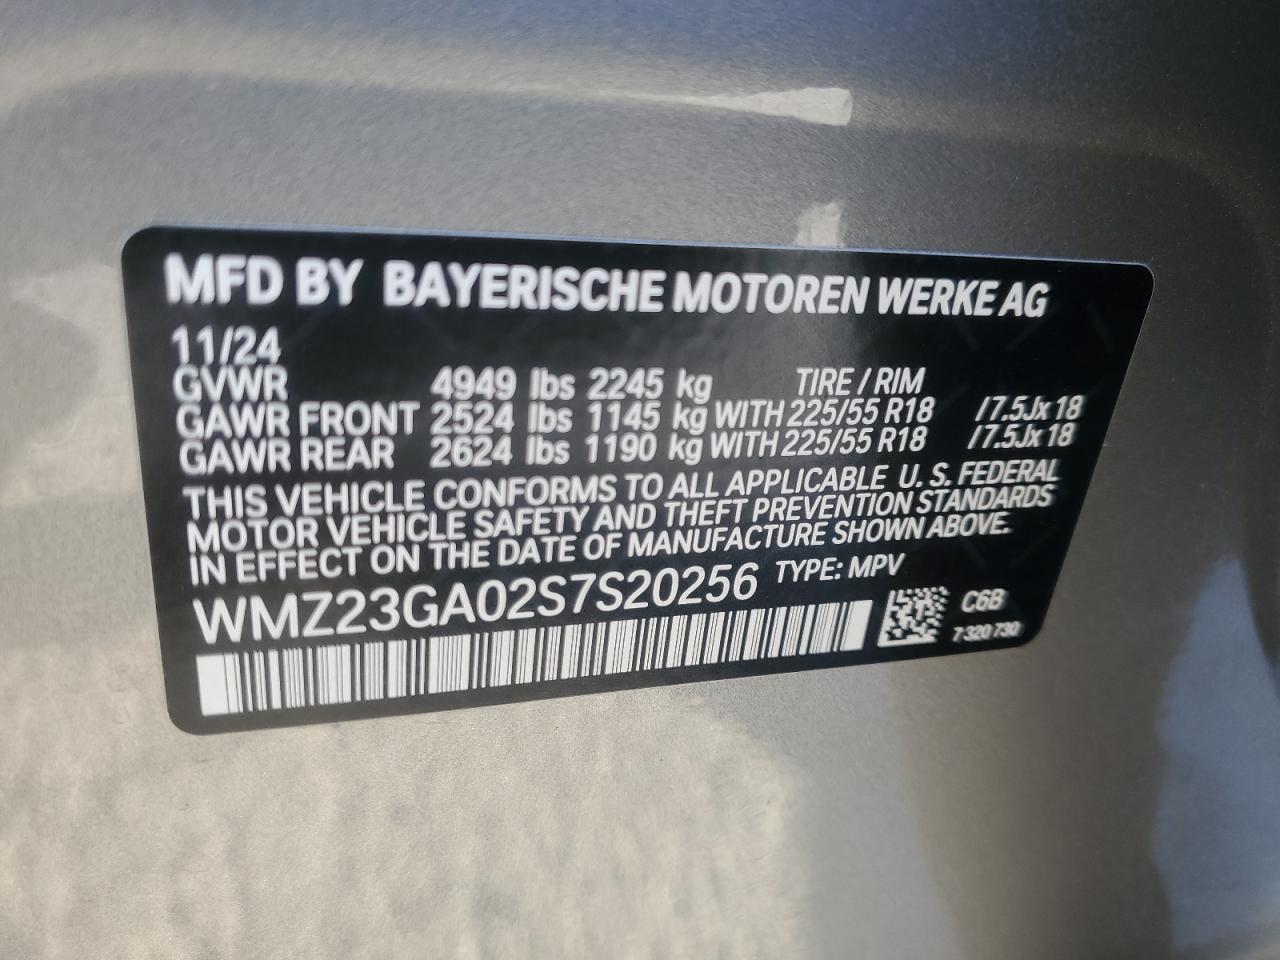 MFD BY BAYERISCHE MOTOREN WERKE AG
11/24
GVWR 4949 lbs 2245 kg TIRE / RIM
GAWR FRONT 2524 lbs 1145 kg WITH 225/55 R18 / 7.5Jx 18
GAWR REAR 2624 lbs 1190 kg WITH 225/55 R18 / 7.5Jx 18
THIS VEHICLE CONFORMS TO ALL APPLICABLE U. S. FEDERAL
MOTOR VEHICLE SAFETY AND THEFT PREVENTION STANDARDS
IN EFFECT ON THE DATE OF MANUFACTURE SHOWN ABOVE.
WMZ23GA02S7S20256 TYPE: MPV
C6B
7 320 730